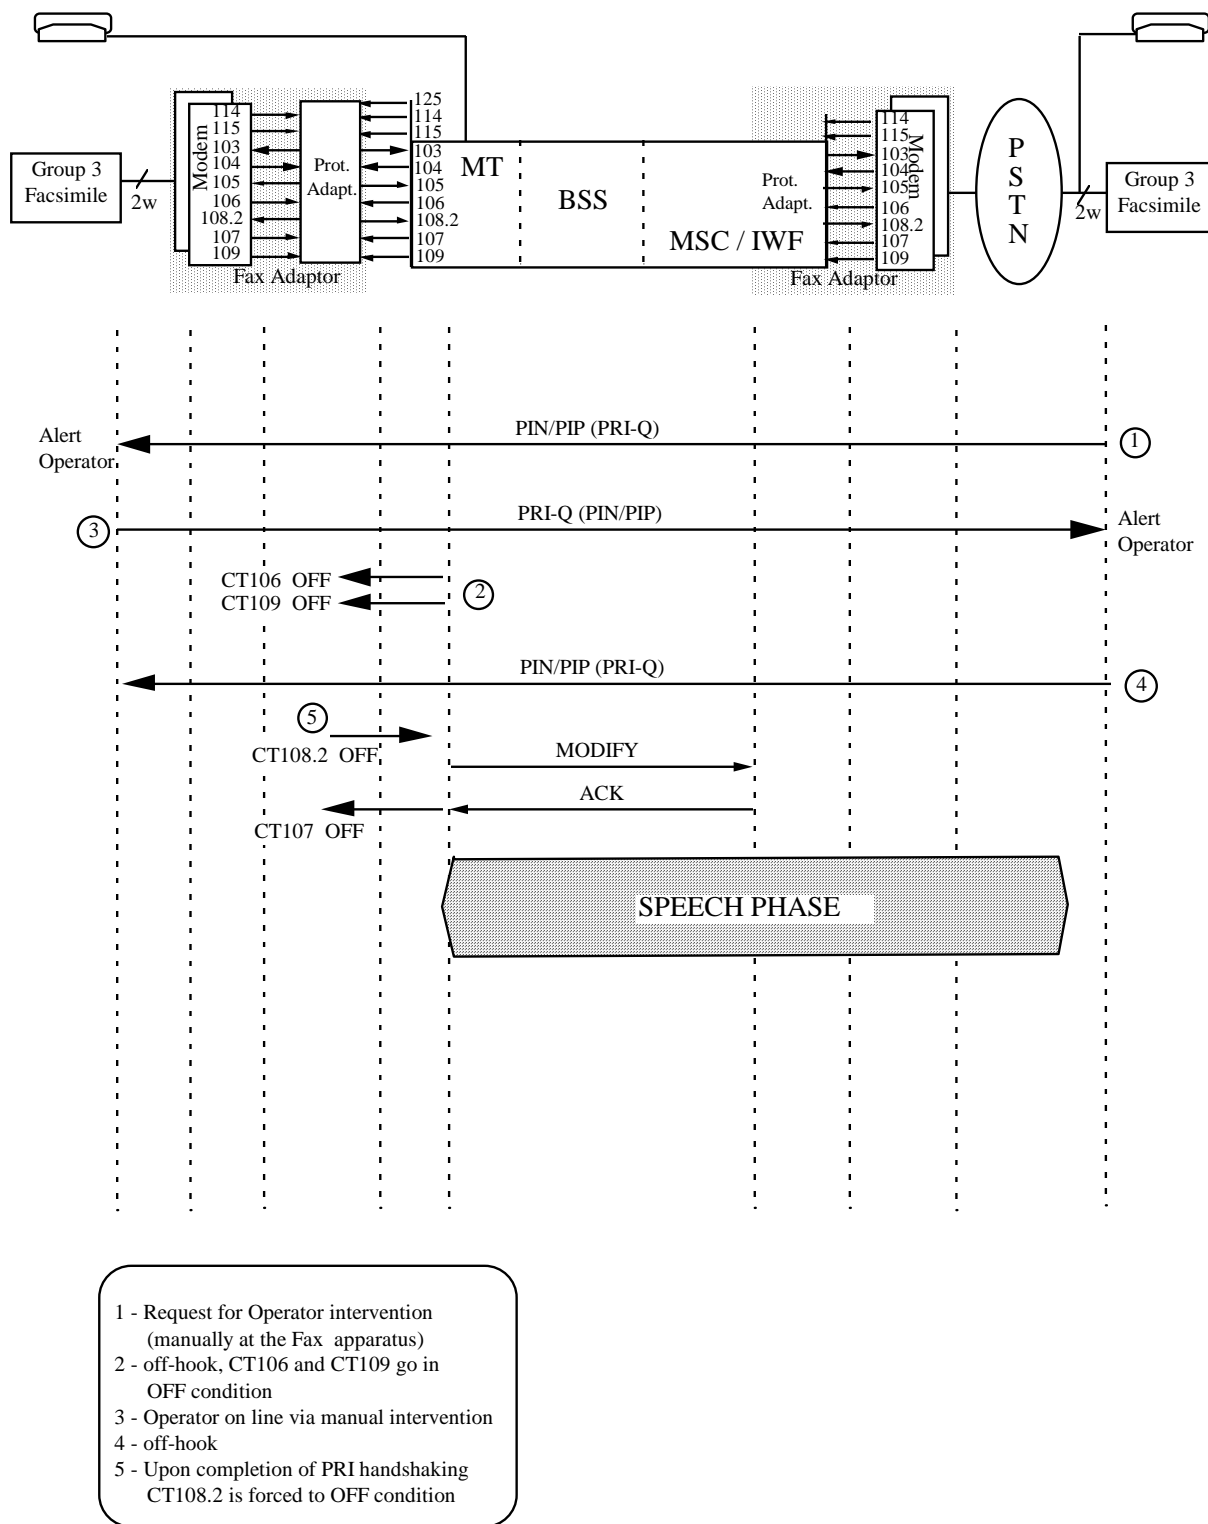 114
115
103
104
105
106
108.2
107
109
Modem
Prot.
Adapt.
125
114
115
103
104
105
106
108.2
107
109
MT
BSS
MSC / IWF
Prot.
Adapt.
114
115
103
104
105
106
108.2
107
109
Modem
P
S
T
N
Group 3
Facsimile
2w
Fax Adaptor
Fax Adaptor
2w
Group 3
Facsimile
Alert
Operator
PIN/PIP (PRI-Q)
1
3
PRI-Q (PIN/PIP)
Alert
Operator
CT106 OFF
CT109 OFF
2
PIN/PIP (PRI-Q)
4
5
CT108.2 OFF
MODIFY
ACK
CT107 OFF
SPEECH PHASE
1 - Request for Operator intervention
(manually at the Fax apparatus)
2 - off-hook, CT106 and CT109 go in
OFF condition
3 - Operator on line via manual intervention
4 - off-hook
5 - Upon completion of PRI handshaking
CT108.2 is forced to OFF condition